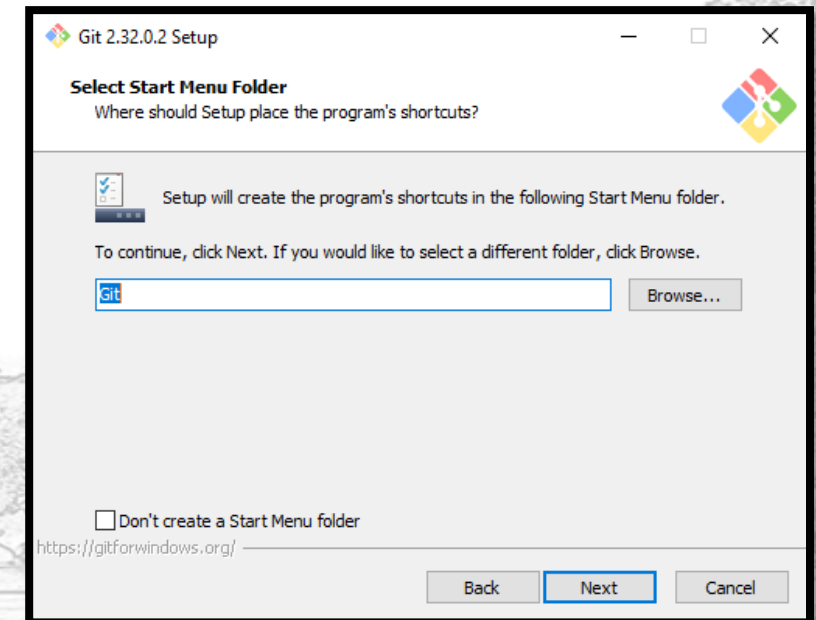 Git 2.32.0.2 Setup
Select Start Menu Folder
Where should Setup place the program's shortcuts?
Setup will create the program's shortcuts in the following Start Menu folder.
To continue, click Next. If you would like to select a different folder, click Browse.
Git
Browse...
Don't create a Start Menu folder
https://gitforwindows.org/
Back
Next
Cancel